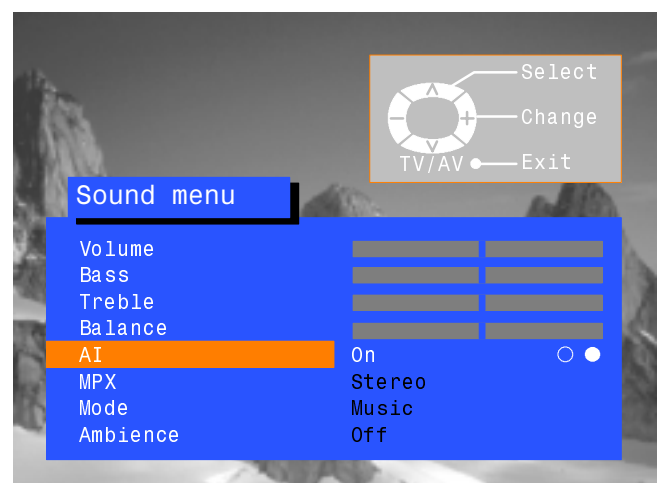 Select
Change
TV/AV Exit
Sound menu
Volume
Bass
Treble
Balance
AI On
MPX Stereo
Mode Music
Ambience Off